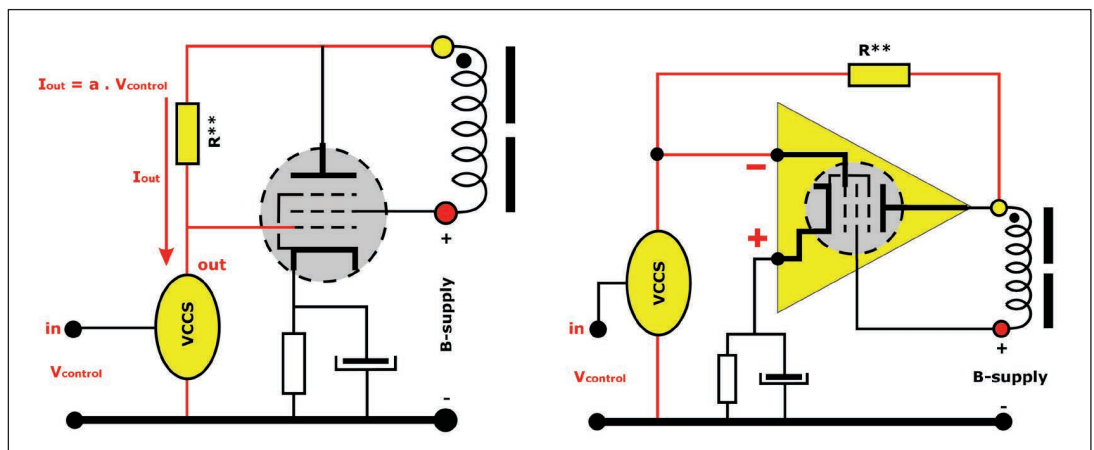 Iout = a . Vcontrol
R**
Iout
out
VCCS
in
Vcontrol
+
B-supply
-
R**
-
+
VCCS
in
Vcontrol
+
B-supply
-